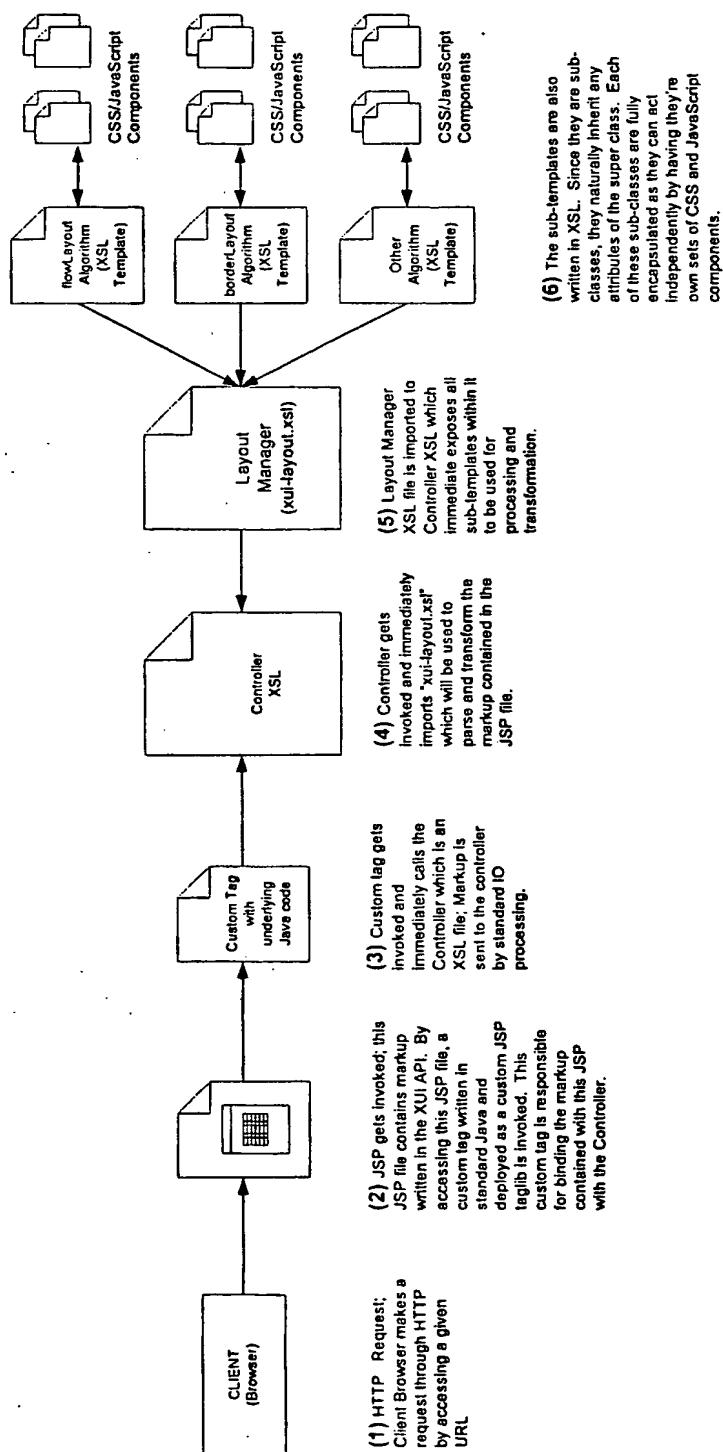 CLIENT
(Browser)
(1) HTTP Request;
Client Browser makes a
request through HTTP
by accessing a given
URL
(2) JSP gets invoked; this
JSP file contains markup
written in the XUI API. By
accessing this JSP file, a
custom tag written in
standard Java and
deployed as a custom JSP
taglib is invoked. This
custom tag is responsible
for binding the markup
contained with this JSP
with the Controller.
Custom Tag
with
underlying
Java code
(3) Custom tag gets
invoked and
immediately calls the
Controller which is an
XSL file; Markup is
sent to the controller
by standard IO
processing.
Controller
XSL
(4) Controller gets
invoked and immediately
imports "xui-layout.xsl"
which will be used to
parse and transform the
markup contained in the
JSP file.
Layout
Manager
(xui-layout.xsl)
(5) Layout Manager
XSL file is imported to
Controller XSL which
immediate exposes all
sub-templates within it
to be used for
processing and
transformation.
flowLayout
Algorithm
(XSL
Template)
CSS/JavaScript
Components
borderLayout
Algorithm
(XSL
Template)
CSS/JavaScript
Components
Other
Algorithm
(XSL
Template)
CSS/JavaScript
Components
(6) The sub-templates are also
written in XSL. Since they are sub-
classes, they naturally inherit any
attributes of the super class. Each
of these sub-classes are fully
encapsulated as they can act
independently by having they're
own sets of CSS and JavaScript
components.